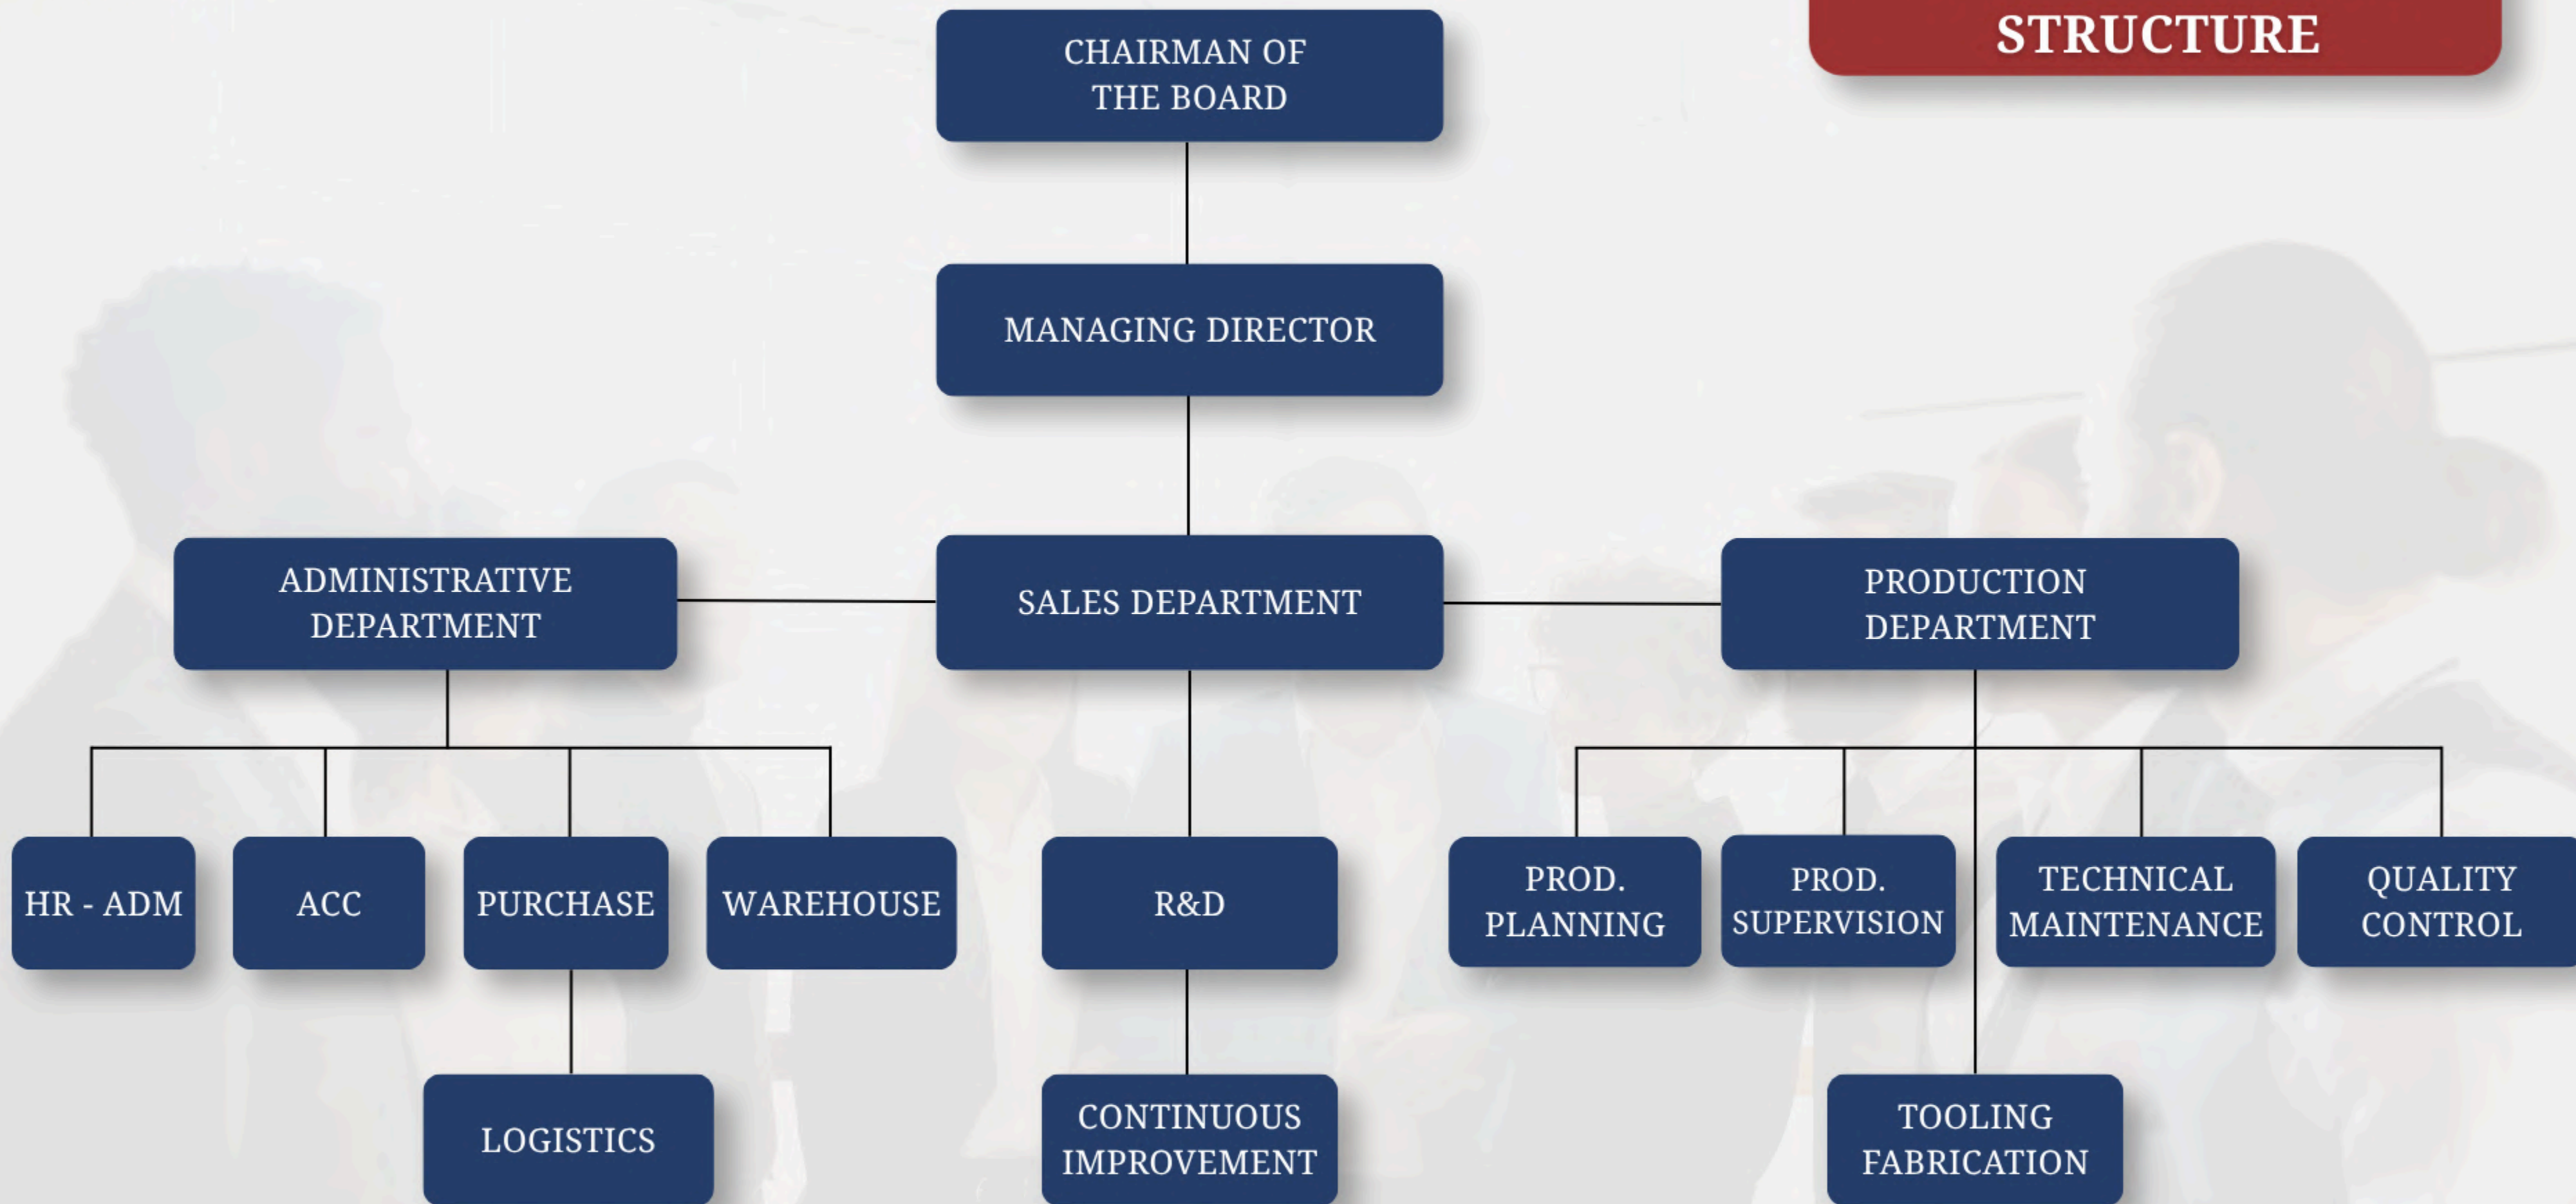 STRUCTURE
CHAIRMAN OF
THE BOARD
MANAGING DIRECTOR
ADMINISTRATIVE
DEPARTMENT
SALES DEPARTMENT
PRODUCTION
DEPARTMENT
HR - ADM
ACC
PURCHASE
WAREHOUSE
R&D
PROD.
PLANNING
PROD.
SUPERVISION
TECHNICAL
MAINTENANCE
QUALITY
CONTROL
LOGISTICS
CONTINUOUS
IMPROVEMENT
TOOLING
FABRICATION